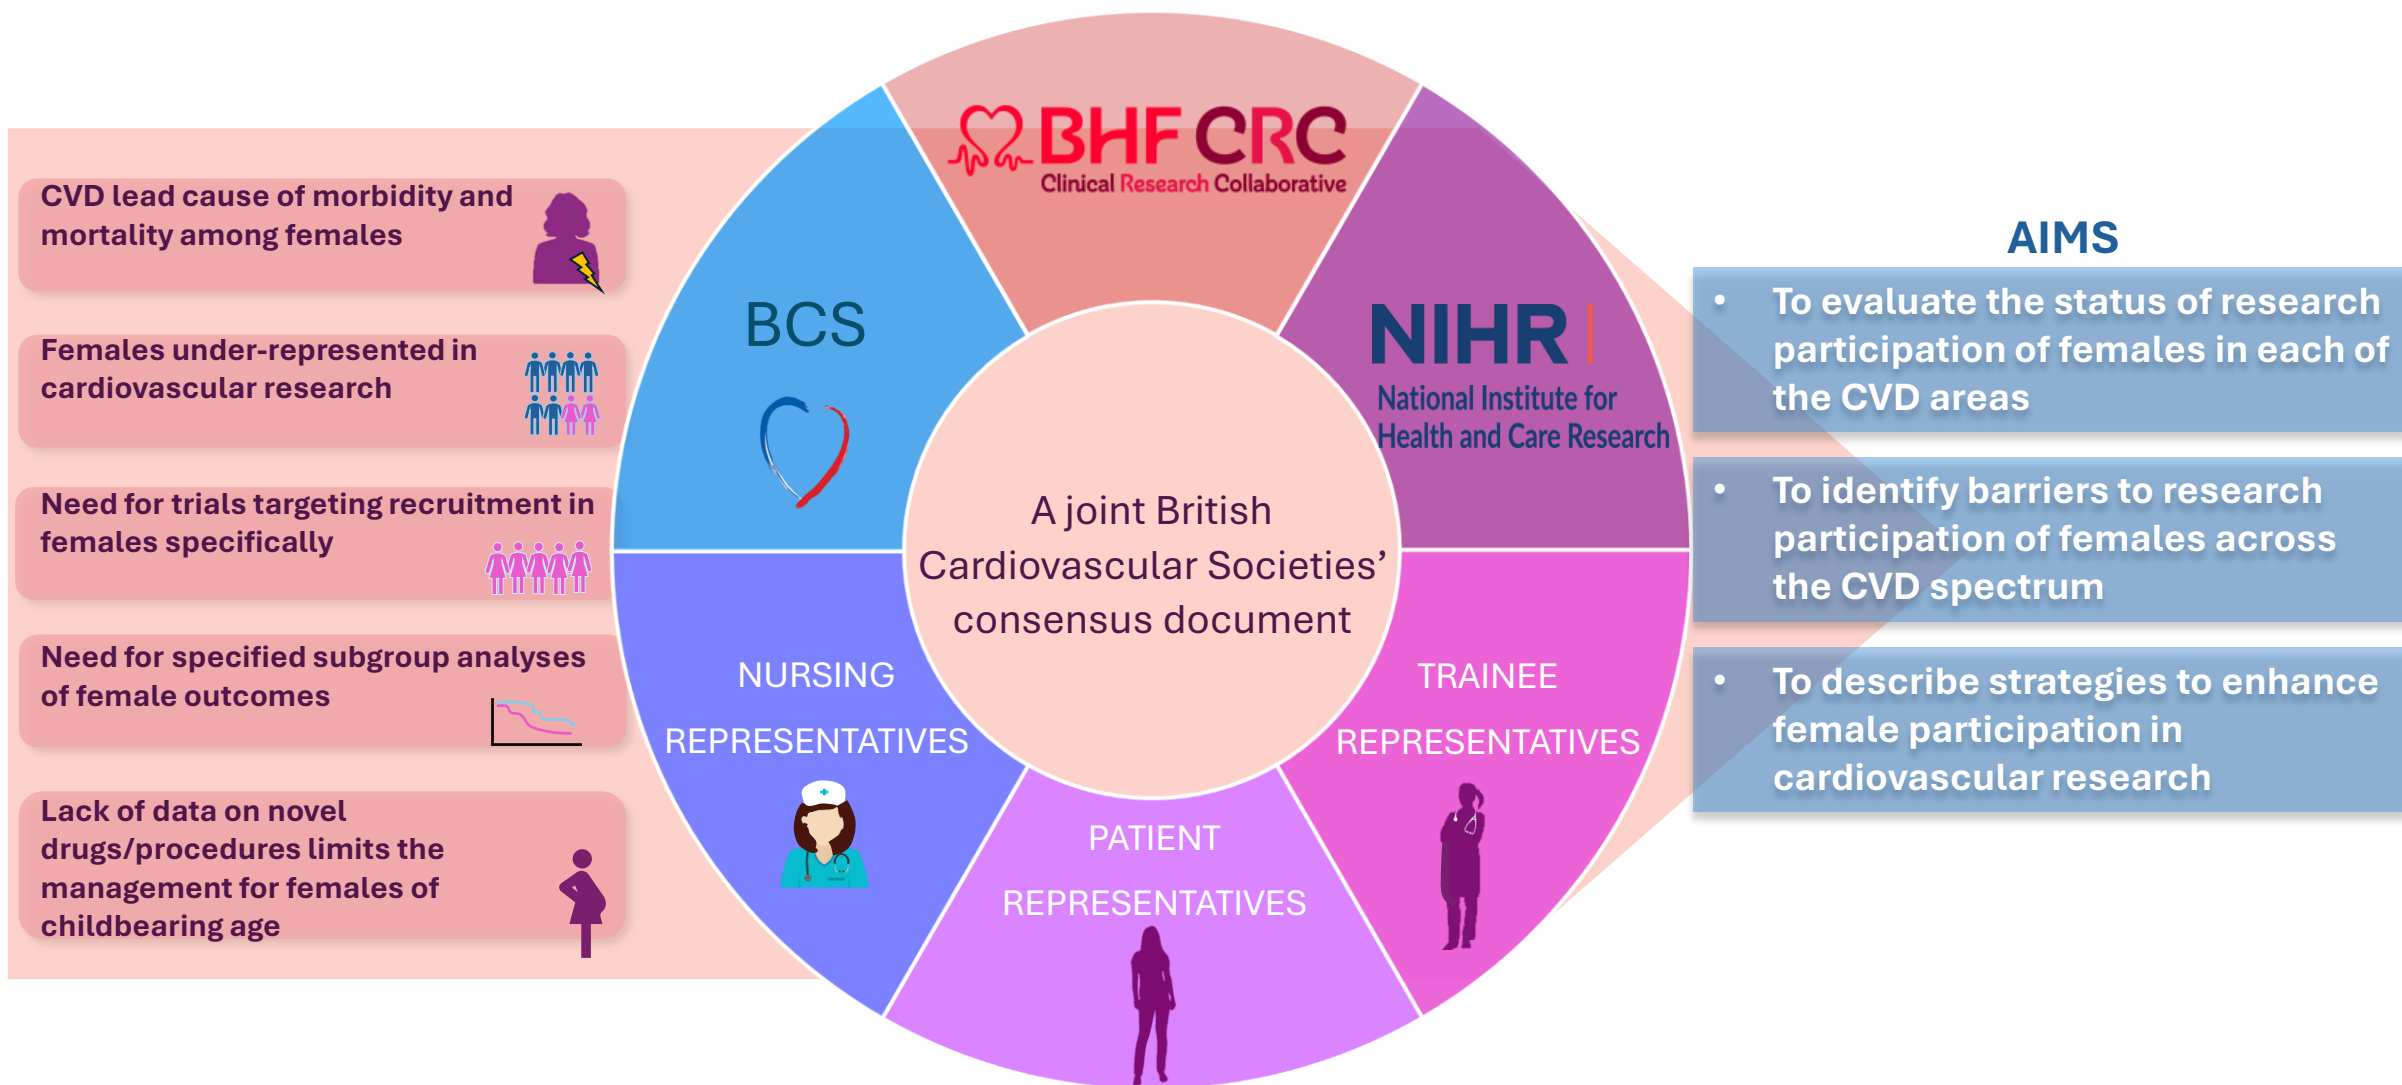 CVD lead cause of morbidity and
mortality among females
Females under-represented in
cardiovascular research
Need for trials targeting recruitment in
females specifically
Need for specified subgroup analyses
of female outcomes
Lack of data on novel
drugs/procedures limits the
management for females of
childbearing age
BHF CRC
Clinical Research Collaborative
BCS
NIHR
National Institute for
Health and Care Research
A joint British
Cardiovascular Societies’
consensus document
NURSING
REPRESENTATIVES
TRAINEE
REPRESENTATIVES
PATIENT
REPRESENTATIVES
AIMS
• To evaluate the status of research
participation of females in each of
the CVD areas
• To identify barriers to research
participation of females across
the CVD spectrum
• To describe strategies to enhance
female participation in
cardiovascular research